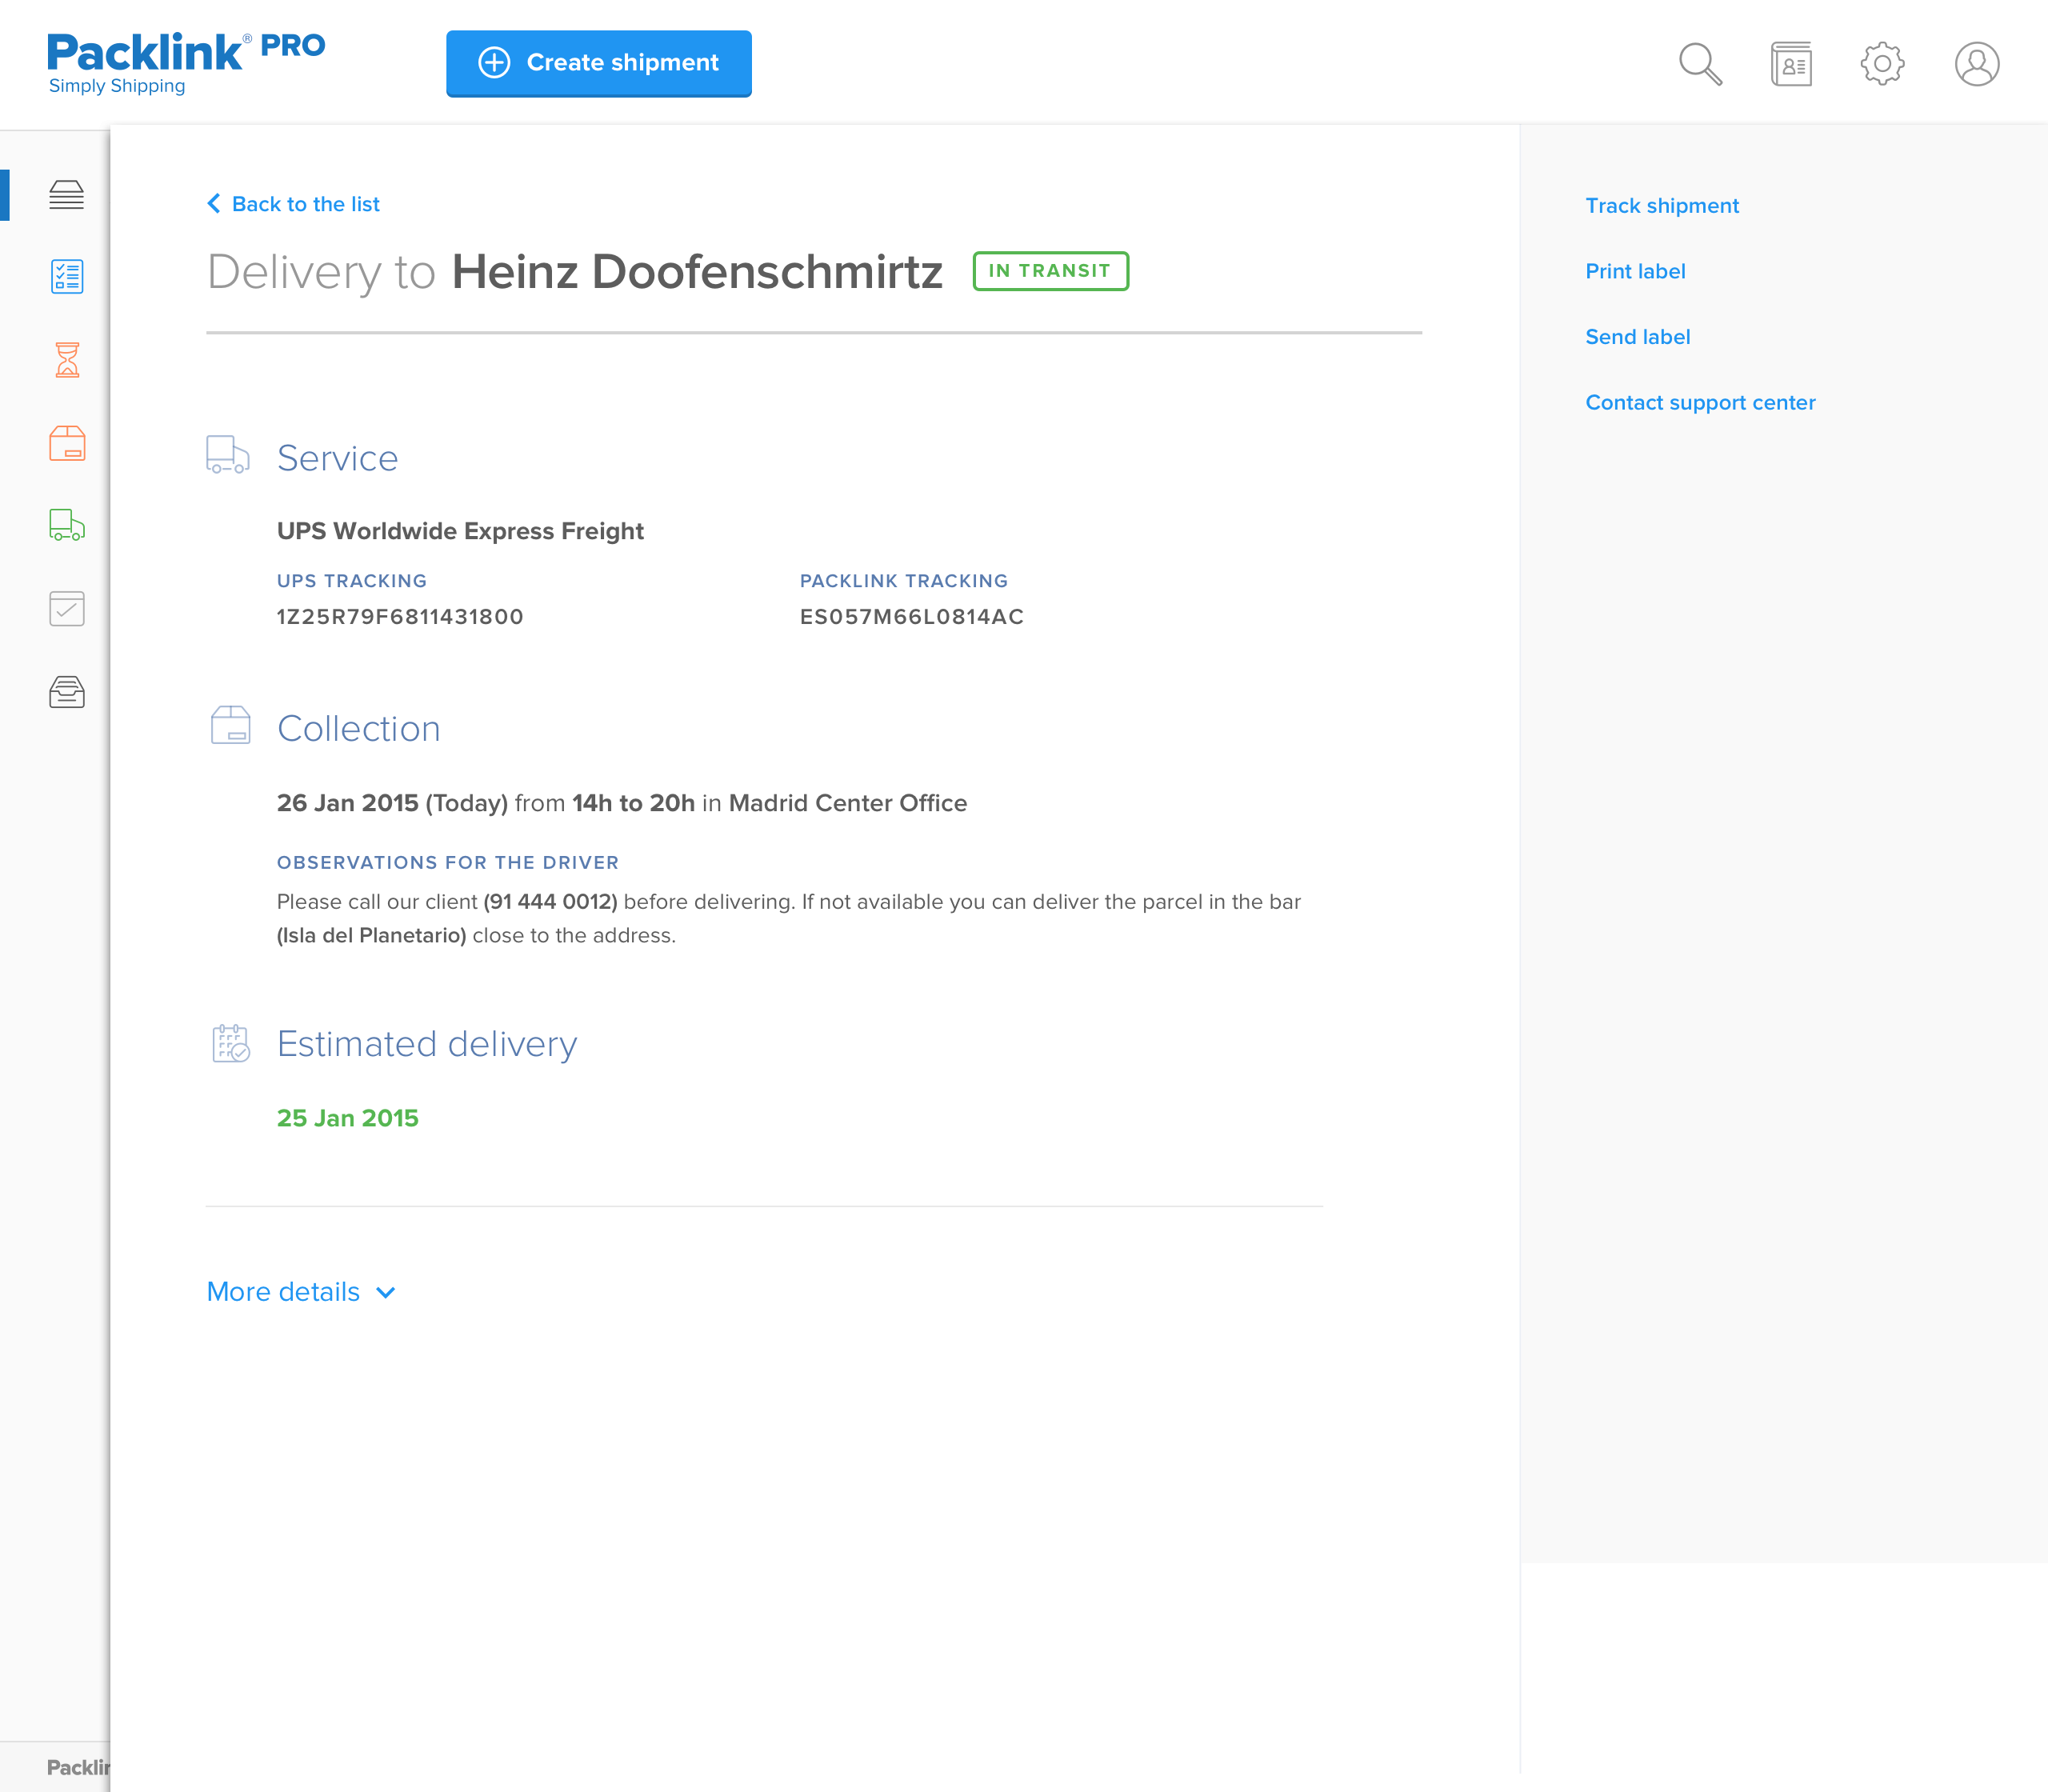 Packlink® PRO
Simply Shipping
Create shipment
Back to the list
Delivery to Heinz Doofenschmirtz IN TRANSIT
Track shipment
Print label
Send label
Contact support center
Service
UPS Worldwide Express Freight
UPS TRACKING PACKLINK TRACKING
1Z25R79F6811431800 ES057M66L0814AC
Collection
26 Jan 2015 (Today) from 14h to 20h in Madrid Center Office
OBSERVATIONS FOR THE DRIVER
Please call our client (91 444 0012) before delivering. If not available you can deliver the parcel in the bar
(Isla del Planetario) close to the address.
Estimated delivery
25 Jan 2015
More details